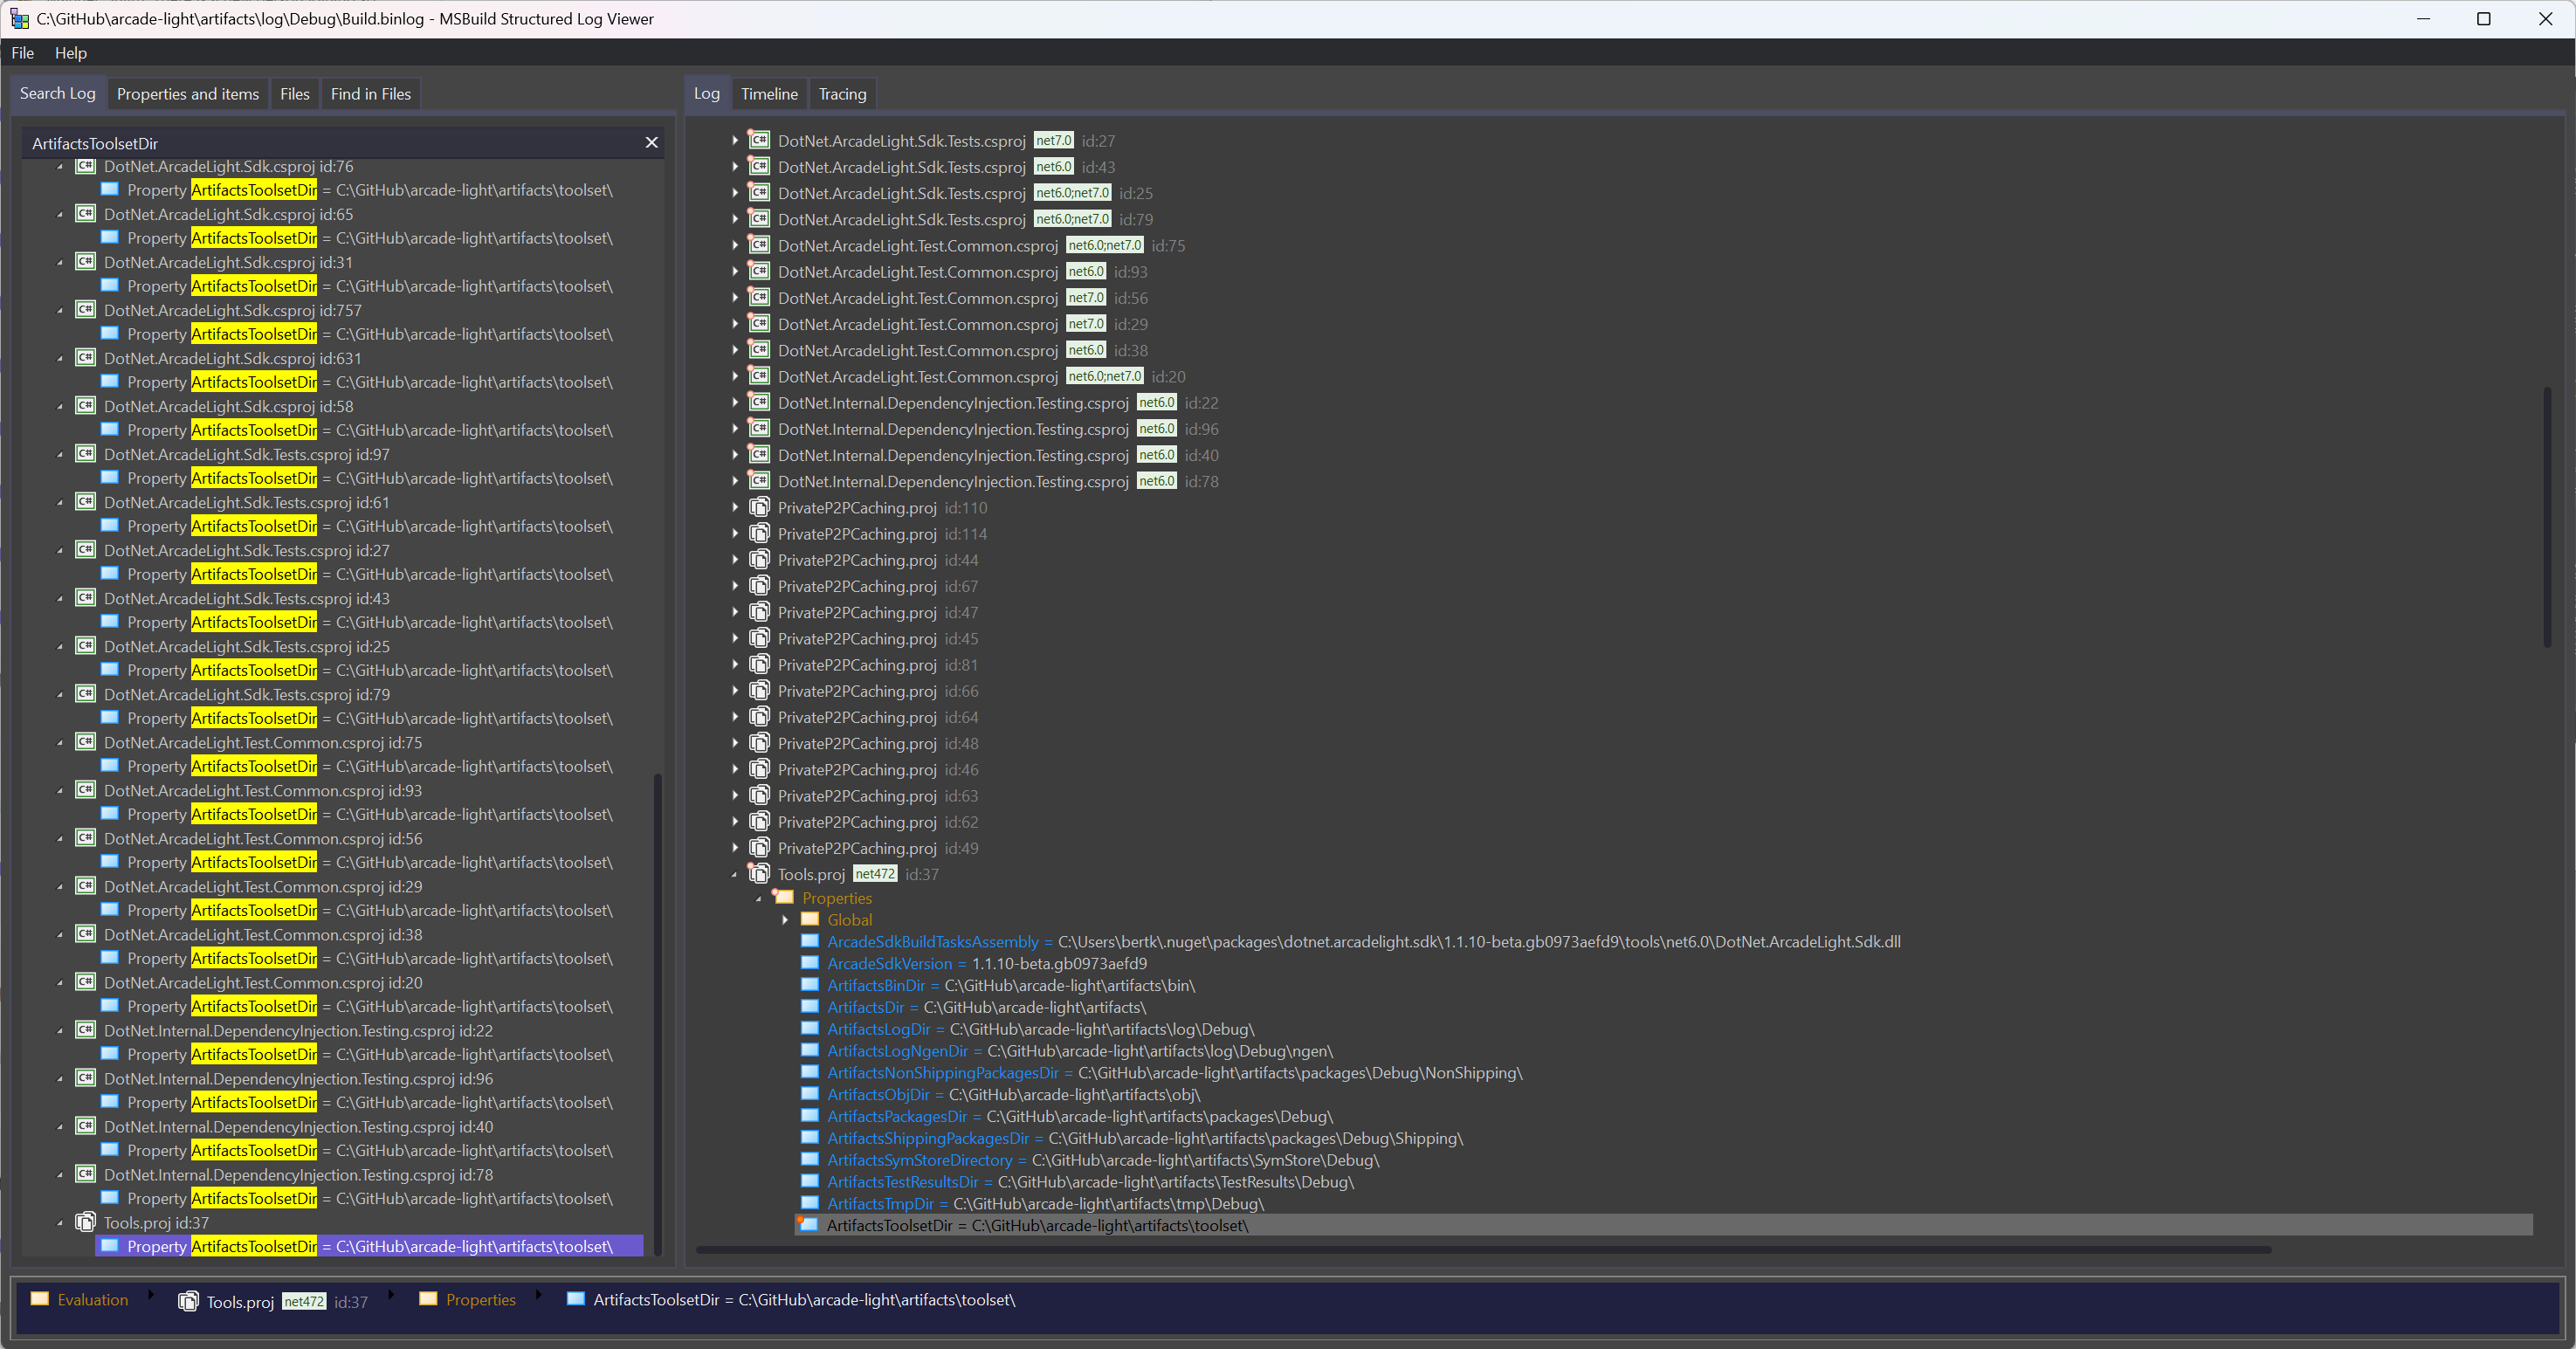 C:\GitHub\arcade-light\artifacts\log\Debug\Build.binlog - MSBuild Structured Log Viewer
File Help
Search Log Properties and items Files Find in Files
ArtifactsToolsetDir
DotNet.ArcadeLight.Sdk.csproj id:76
Property ArtifactsToolsetDir = C:\GitHub\arcade-light\artifacts\toolset\
DotNet.ArcadeLight.Sdk.csproj id:65
Property ArtifactsToolsetDir = C:\GitHub\arcade-light\artifacts\toolset\
DotNet.ArcadeLight.Sdk.csproj id:31
Property ArtifactsToolsetDir = C:\GitHub\arcade-light\artifacts\toolset\
DotNet.ArcadeLight.Sdk.csproj id:757
Property ArtifactsToolsetDir = C:\GitHub\arcade-light\artifacts\toolset\
DotNet.ArcadeLight.Sdk.csproj id:631
Property ArtifactsToolsetDir = C:\GitHub\arcade-light\artifacts\toolset\
DotNet.ArcadeLight.Sdk.csproj id:58
Property ArtifactsToolsetDir = C:\GitHub\arcade-light\artifacts\toolset\
DotNet.ArcadeLight.Sdk.Tests.csproj id:97
Property ArtifactsToolsetDir = C:\GitHub\arcade-light\artifacts\toolset\
DotNet.ArcadeLight.Sdk.Tests.csproj id:61
Property ArtifactsToolsetDir = C:\GitHub\arcade-light\artifacts\toolset\
DotNet.ArcadeLight.Sdk.Tests.csproj id:27
Property ArtifactsToolsetDir = C:\GitHub\arcade-light\artifacts\toolset\
DotNet.ArcadeLight.Sdk.Tests.csproj id:43
Property ArtifactsToolsetDir = C:\GitHub\arcade-light\artifacts\toolset\
DotNet.ArcadeLight.Sdk.Tests.csproj id:25
Property ArtifactsToolsetDir = C:\GitHub\arcade-light\artifacts\toolset\
DotNet.ArcadeLight.Sdk.Tests.csproj id:79
Property ArtifactsToolsetDir = C:\GitHub\arcade-light\artifacts\toolset\
DotNet.ArcadeLight.Test.Common.csproj id:75
Property ArtifactsToolsetDir = C:\GitHub\arcade-light\artifacts\toolset\
DotNet.ArcadeLight.Test.Common.csproj id:93
Property ArtifactsToolsetDir = C:\GitHub\arcade-light\artifacts\toolset\
DotNet.ArcadeLight.Test.Common.csproj id:56
Property ArtifactsToolsetDir = C:\GitHub\arcade-light\artifacts\toolset\
DotNet.ArcadeLight.Test.Common.csproj id:29
Property ArtifactsToolsetDir = C:\GitHub\arcade-light\artifacts\toolset\
DotNet.ArcadeLight.Test.Common.csproj id:38
Property ArtifactsToolsetDir = C:\GitHub\arcade-light\artifacts\toolset\
DotNet.ArcadeLight.Test.Common.csproj id:20
Property ArtifactsToolsetDir = C:\GitHub\arcade-light\artifacts\toolset\
DotNet.Internal.DependencyInjection.Testing.csproj id:22
Property ArtifactsToolsetDir = C:\GitHub\arcade-light\artifacts\toolset\
DotNet.Internal.DependencyInjection.Testing.csproj id:96
Property ArtifactsToolsetDir = C:\GitHub\arcade-light\artifacts\toolset\
DotNet.Internal.DependencyInjection.Testing.csproj id:40
Property ArtifactsToolsetDir = C:\GitHub\arcade-light\artifacts\toolset\
DotNet.Internal.DependencyInjection.Testing.csproj id:78
Property ArtifactsToolsetDir = C:\GitHub\arcade-light\artifacts\toolset\
Tools.proj id:37
Property ArtifactsToolsetDir = C:\GitHub\arcade-light\artifacts\toolset\
Log Timeline Tracing
DotNet.ArcadeLight.Sdk.Tests.csproj net7.0 id:27
DotNet.ArcadeLight.Sdk.Tests.csproj net6.0 id:43
DotNet.ArcadeLight.Sdk.Tests.csproj net6.0;net7.0 id:25
DotNet.ArcadeLight.Sdk.Tests.csproj net6.0;net7.0 id:79
DotNet.ArcadeLight.Test.Common.csproj net6.0;net7.0 id:75
DotNet.ArcadeLight.Test.Common.csproj net6.0 id:93
DotNet.ArcadeLight.Test.Common.csproj net7.0 id:56
DotNet.ArcadeLight.Test.Common.csproj net7.0 id:29
DotNet.ArcadeLight.Test.Common.csproj net6.0 id:38
DotNet.ArcadeLight.Test.Common.csproj net6.0;net7.0 id:20
DotNet.Internal.DependencyInjection.Testing.csproj net6.0 id:22
DotNet.Internal.DependencyInjection.Testing.csproj net6.0 id:96
DotNet.Internal.DependencyInjection.Testing.csproj net6.0 id:40
DotNet.Internal.DependencyInjection.Testing.csproj net6.0 id:78
PrivateP2PCaching.proj id:110
PrivateP2PCaching.proj id:114
PrivateP2PCaching.proj id:44
PrivateP2PCaching.proj id:67
PrivateP2PCaching.proj id:47
PrivateP2PCaching.proj id:45
PrivateP2PCaching.proj id:81
PrivateP2PCaching.proj id:66
PrivateP2PCaching.proj id:64
PrivateP2PCaching.proj id:48
PrivateP2PCaching.proj id:46
PrivateP2PCaching.proj id:63
PrivateP2PCaching.proj id:62
PrivateP2PCaching.proj id:49
Tools.proj net472 id:37
Properties
Global
ArcadeSdkBuildTasksAssembly = C:\Users\bertk\.nuget\packages\dotnet.arcadelight.sdk\1.1.10-beta.gb0973aefd9\tools\net6.0\DotNet.ArcadeLight.Sdk.dll
ArcadeSdkVersion = 1.1.10-beta.gb0973aefd9
ArtifactsBinDir = C:\GitHub\arcade-light\artifacts\bin\
ArtifactsDir = C:\GitHub\arcade-light\artifacts\
ArtifactsLogDir = C:\GitHub\arcade-light\artifacts\log\Debug\
ArtifactsLogNgenDir = C:\GitHub\arcade-light\artifacts\log\Debug\ngen\
ArtifactsNonShippingPackagesDir = C:\GitHub\arcade-light\artifacts\packages\Debug\NonShipping\
ArtifactsObjDir = C:\GitHub\arcade-light\artifacts\obj\
ArtifactsPackagesDir = C:\GitHub\arcade-light\artifacts\packages\Debug\
ArtifactsShippingPackagesDir = C:\GitHub\arcade-light\artifacts\packages\Debug\Shipping\
ArtifactsSymStoreDirectory = C:\GitHub\arcade-light\artifacts\SymStore\Debug\
ArtifactsTestResultsDir = C:\GitHub\arcade-light\artifacts\TestResults\Debug\
ArtifactsTmpDir = C:\GitHub\arcade-light\artifacts\tmp\Debug\
ArtifactsToolsetDir = C:\GitHub\arcade-light\artifacts\toolset\
Evaluation Tools.proj net472 id:37 Properties ArtifactsToolsetDir = C:\GitHub\arcade-light\artifacts\toolset\